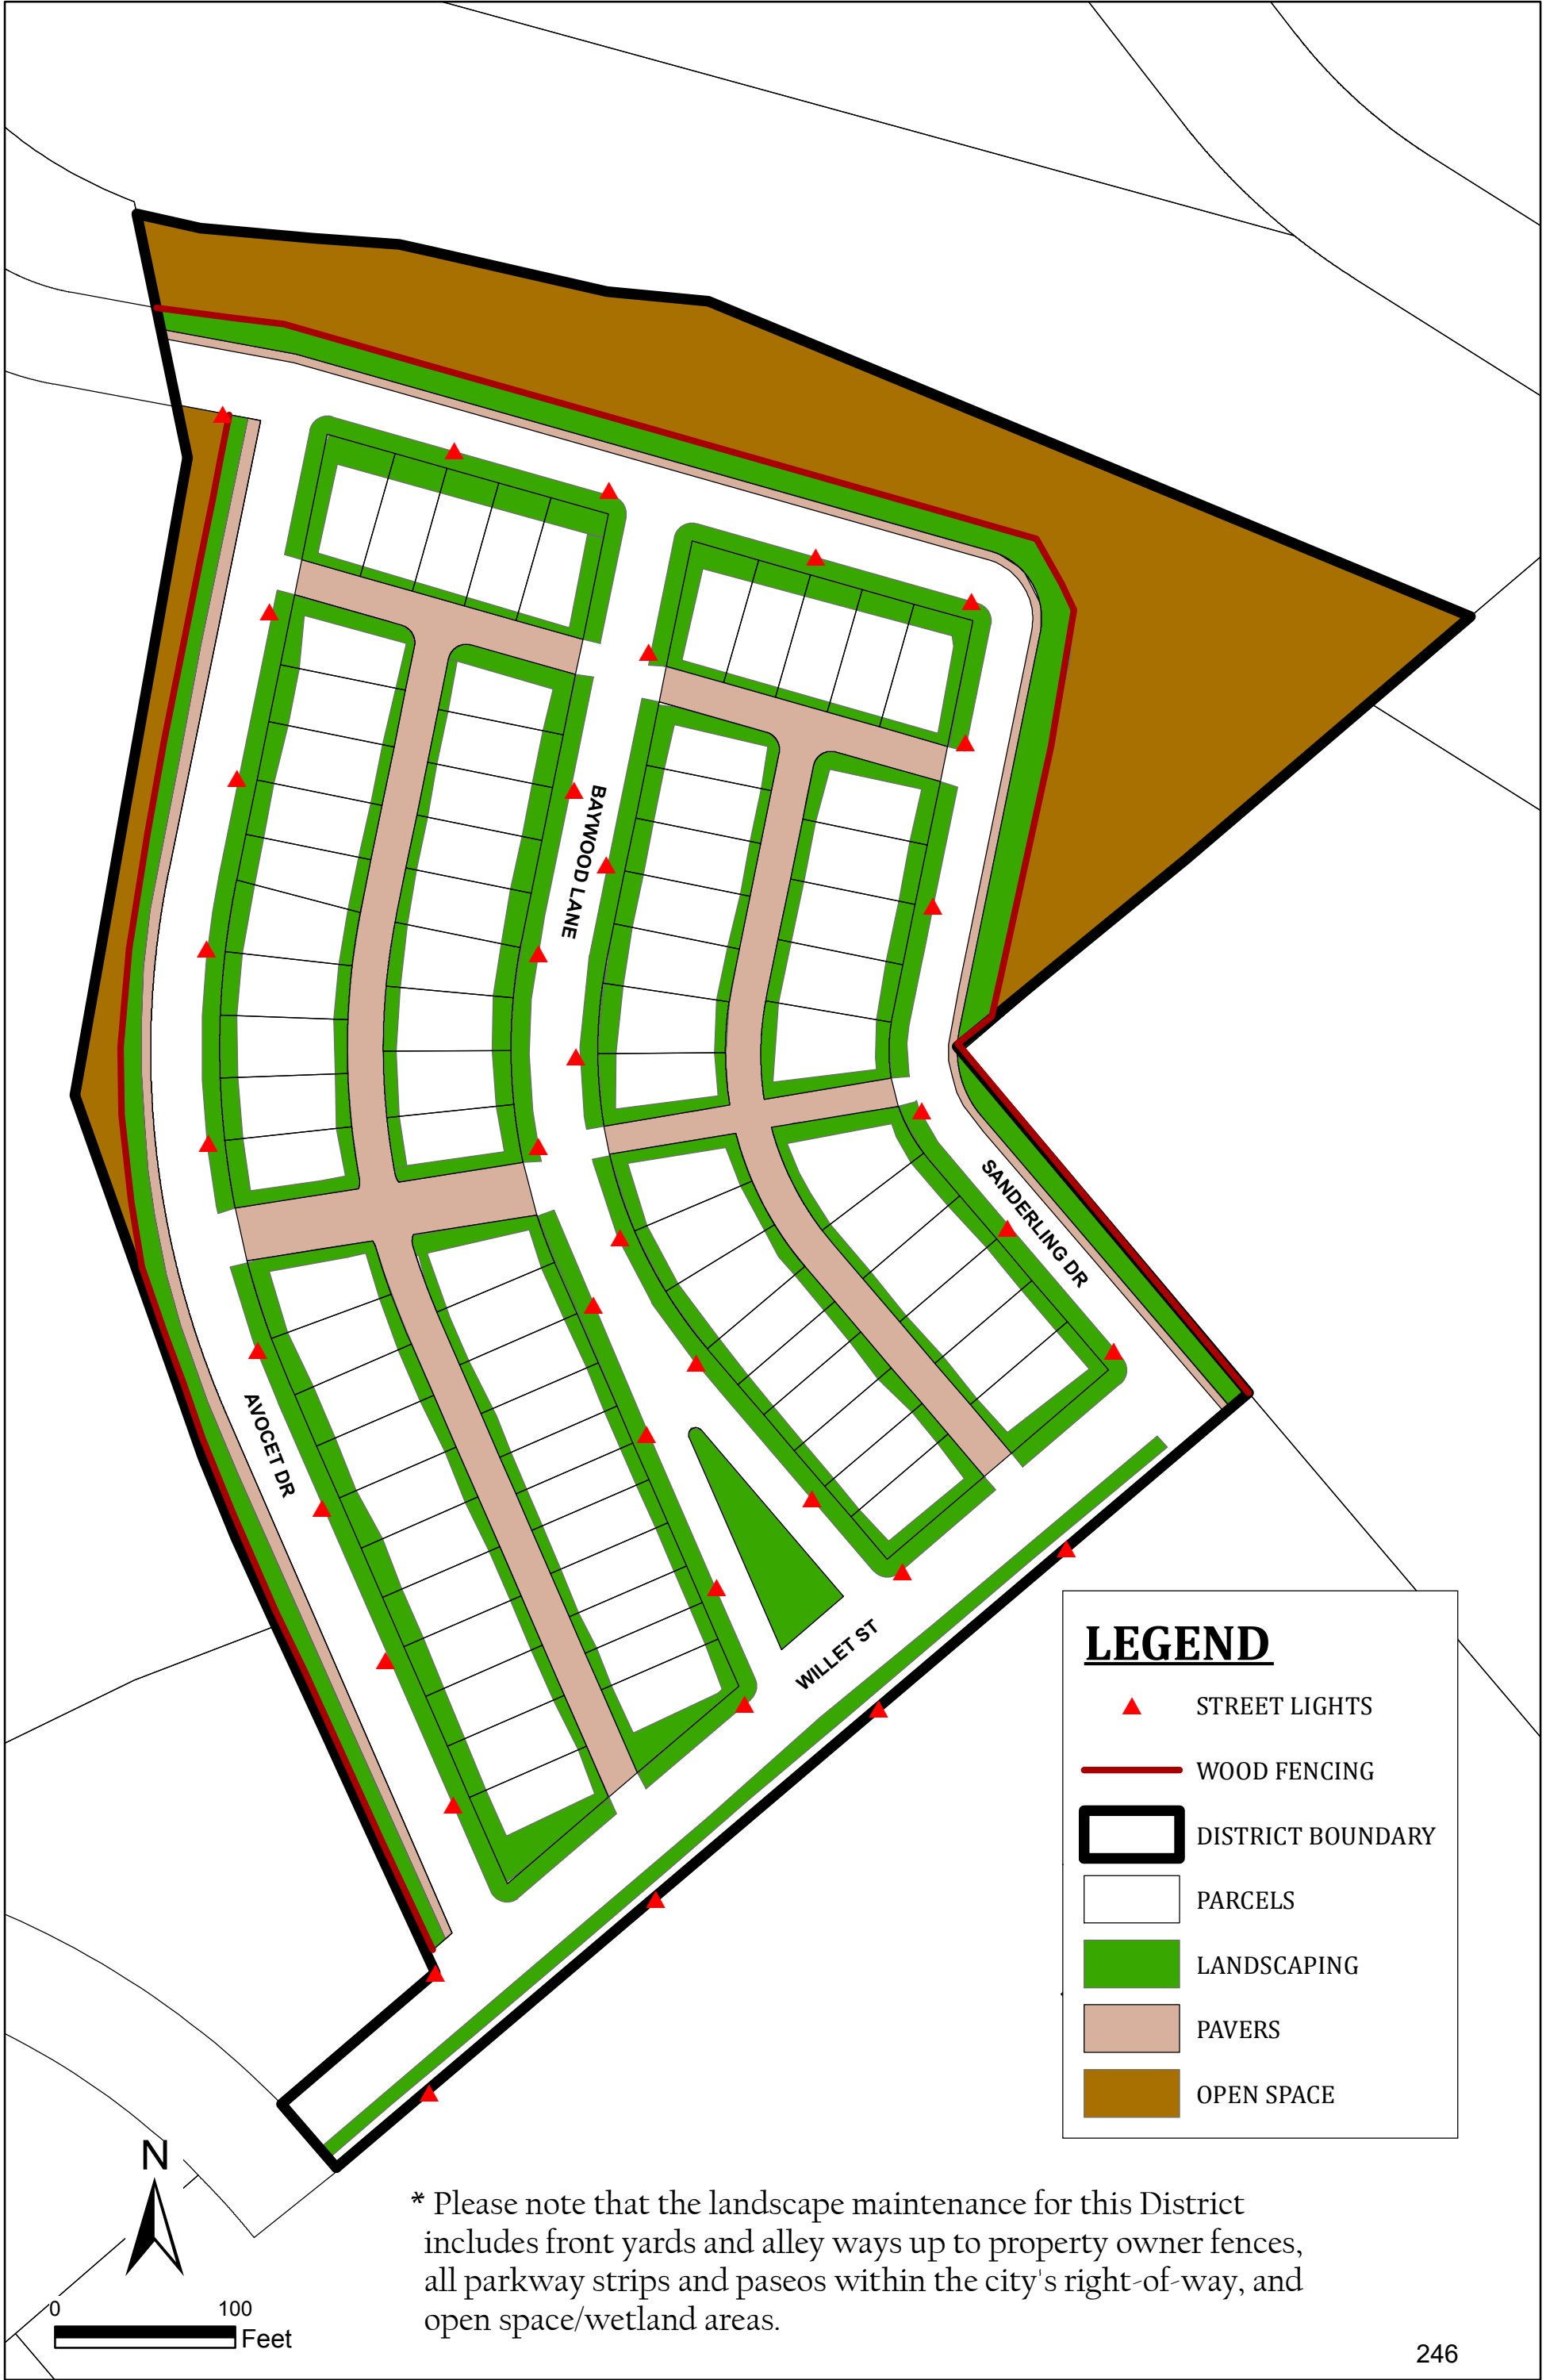 BAYWOOD LANE
SANDERLING DR
AVOCET DR
WILLET ST
LEGEND
STREET LIGHTS
WOOD FENCING
DISTRICT BOUNDARY
PARCELS
LANDSCAPING
PAVERS
OPEN SPACE
N
* Please note that the landscape maintenance for this District
includes front yards and alley ways up to property owner fences,
all parkway strips and paseos within the city's right-of-way, and
open space/wetland areas.
0 100
Feet
246